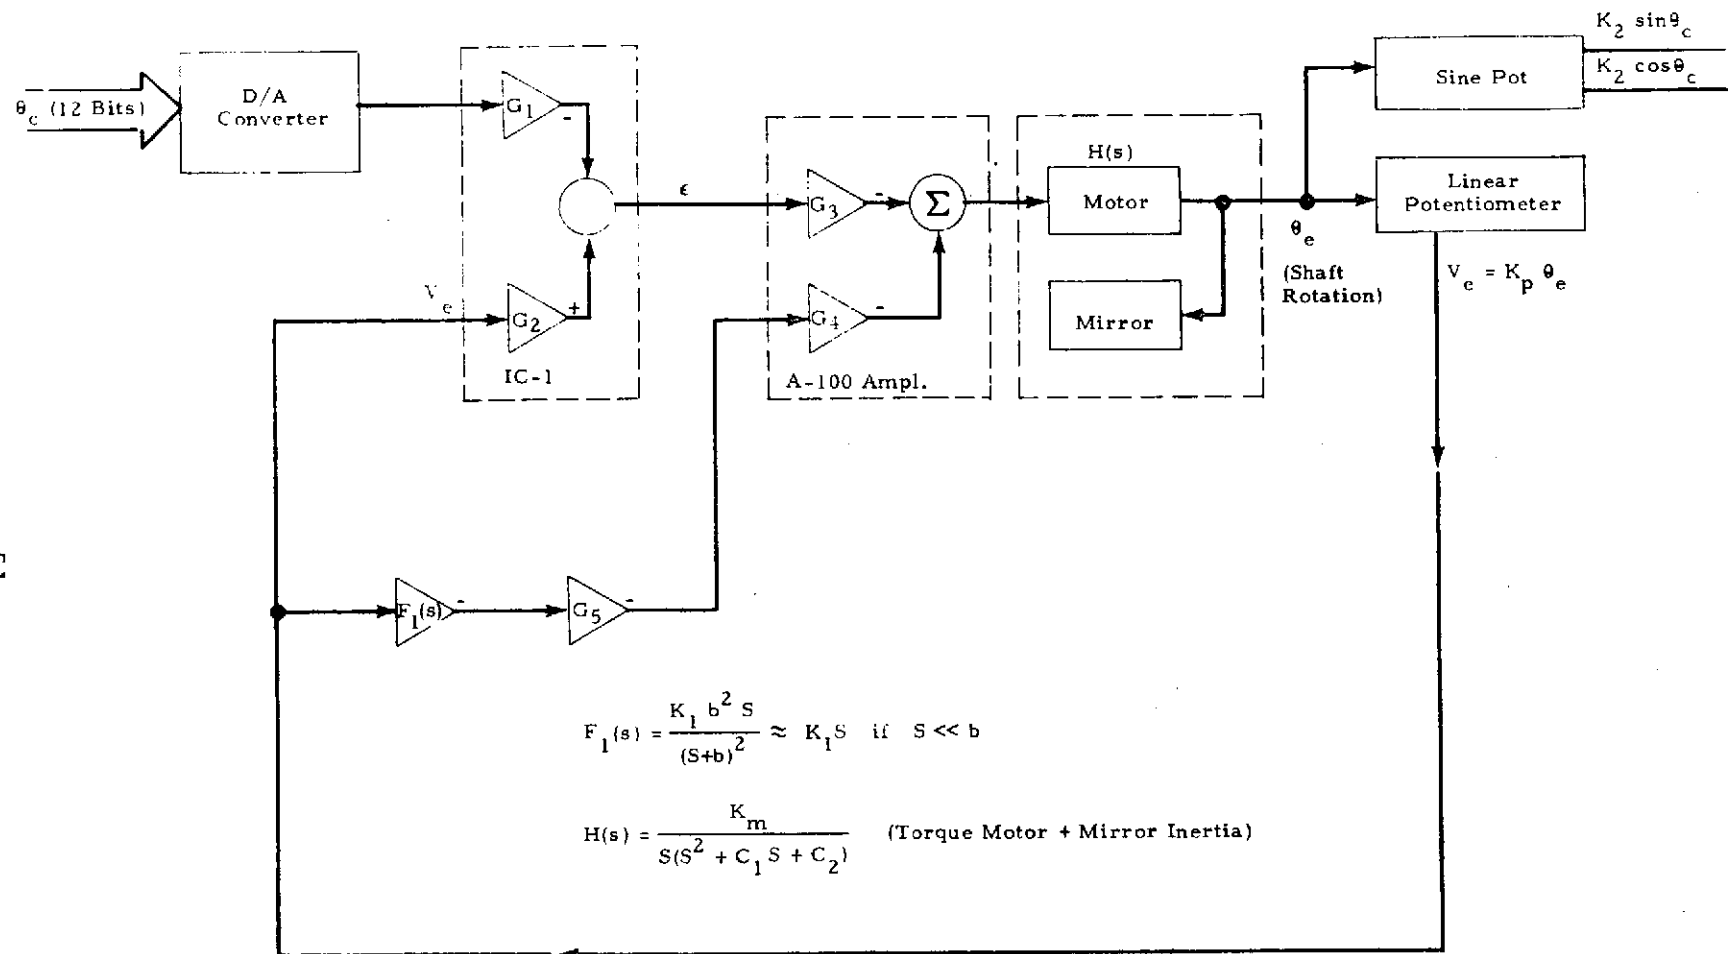 θc (12 Bits)
D/A
Converter
G1
-
Ve
G2
+
IC-1
ϵ
G3
-
Σ
G4
-
A-100 Ampl.
H(s)
Motor
Mirror
θe
(Shaft
Rotation)
Sine Pot
K2 sinθc
K2 cosθc
Linear
Potentiometer
Ve = Kp θe
F1(s)
-
G5
-
F1(s) = K1 b² S / (S+b)² ≈ K1S if S << b
H(s) = Km / S(S² + C1 S + C2) (Torque Motor + Mirror Inertia)